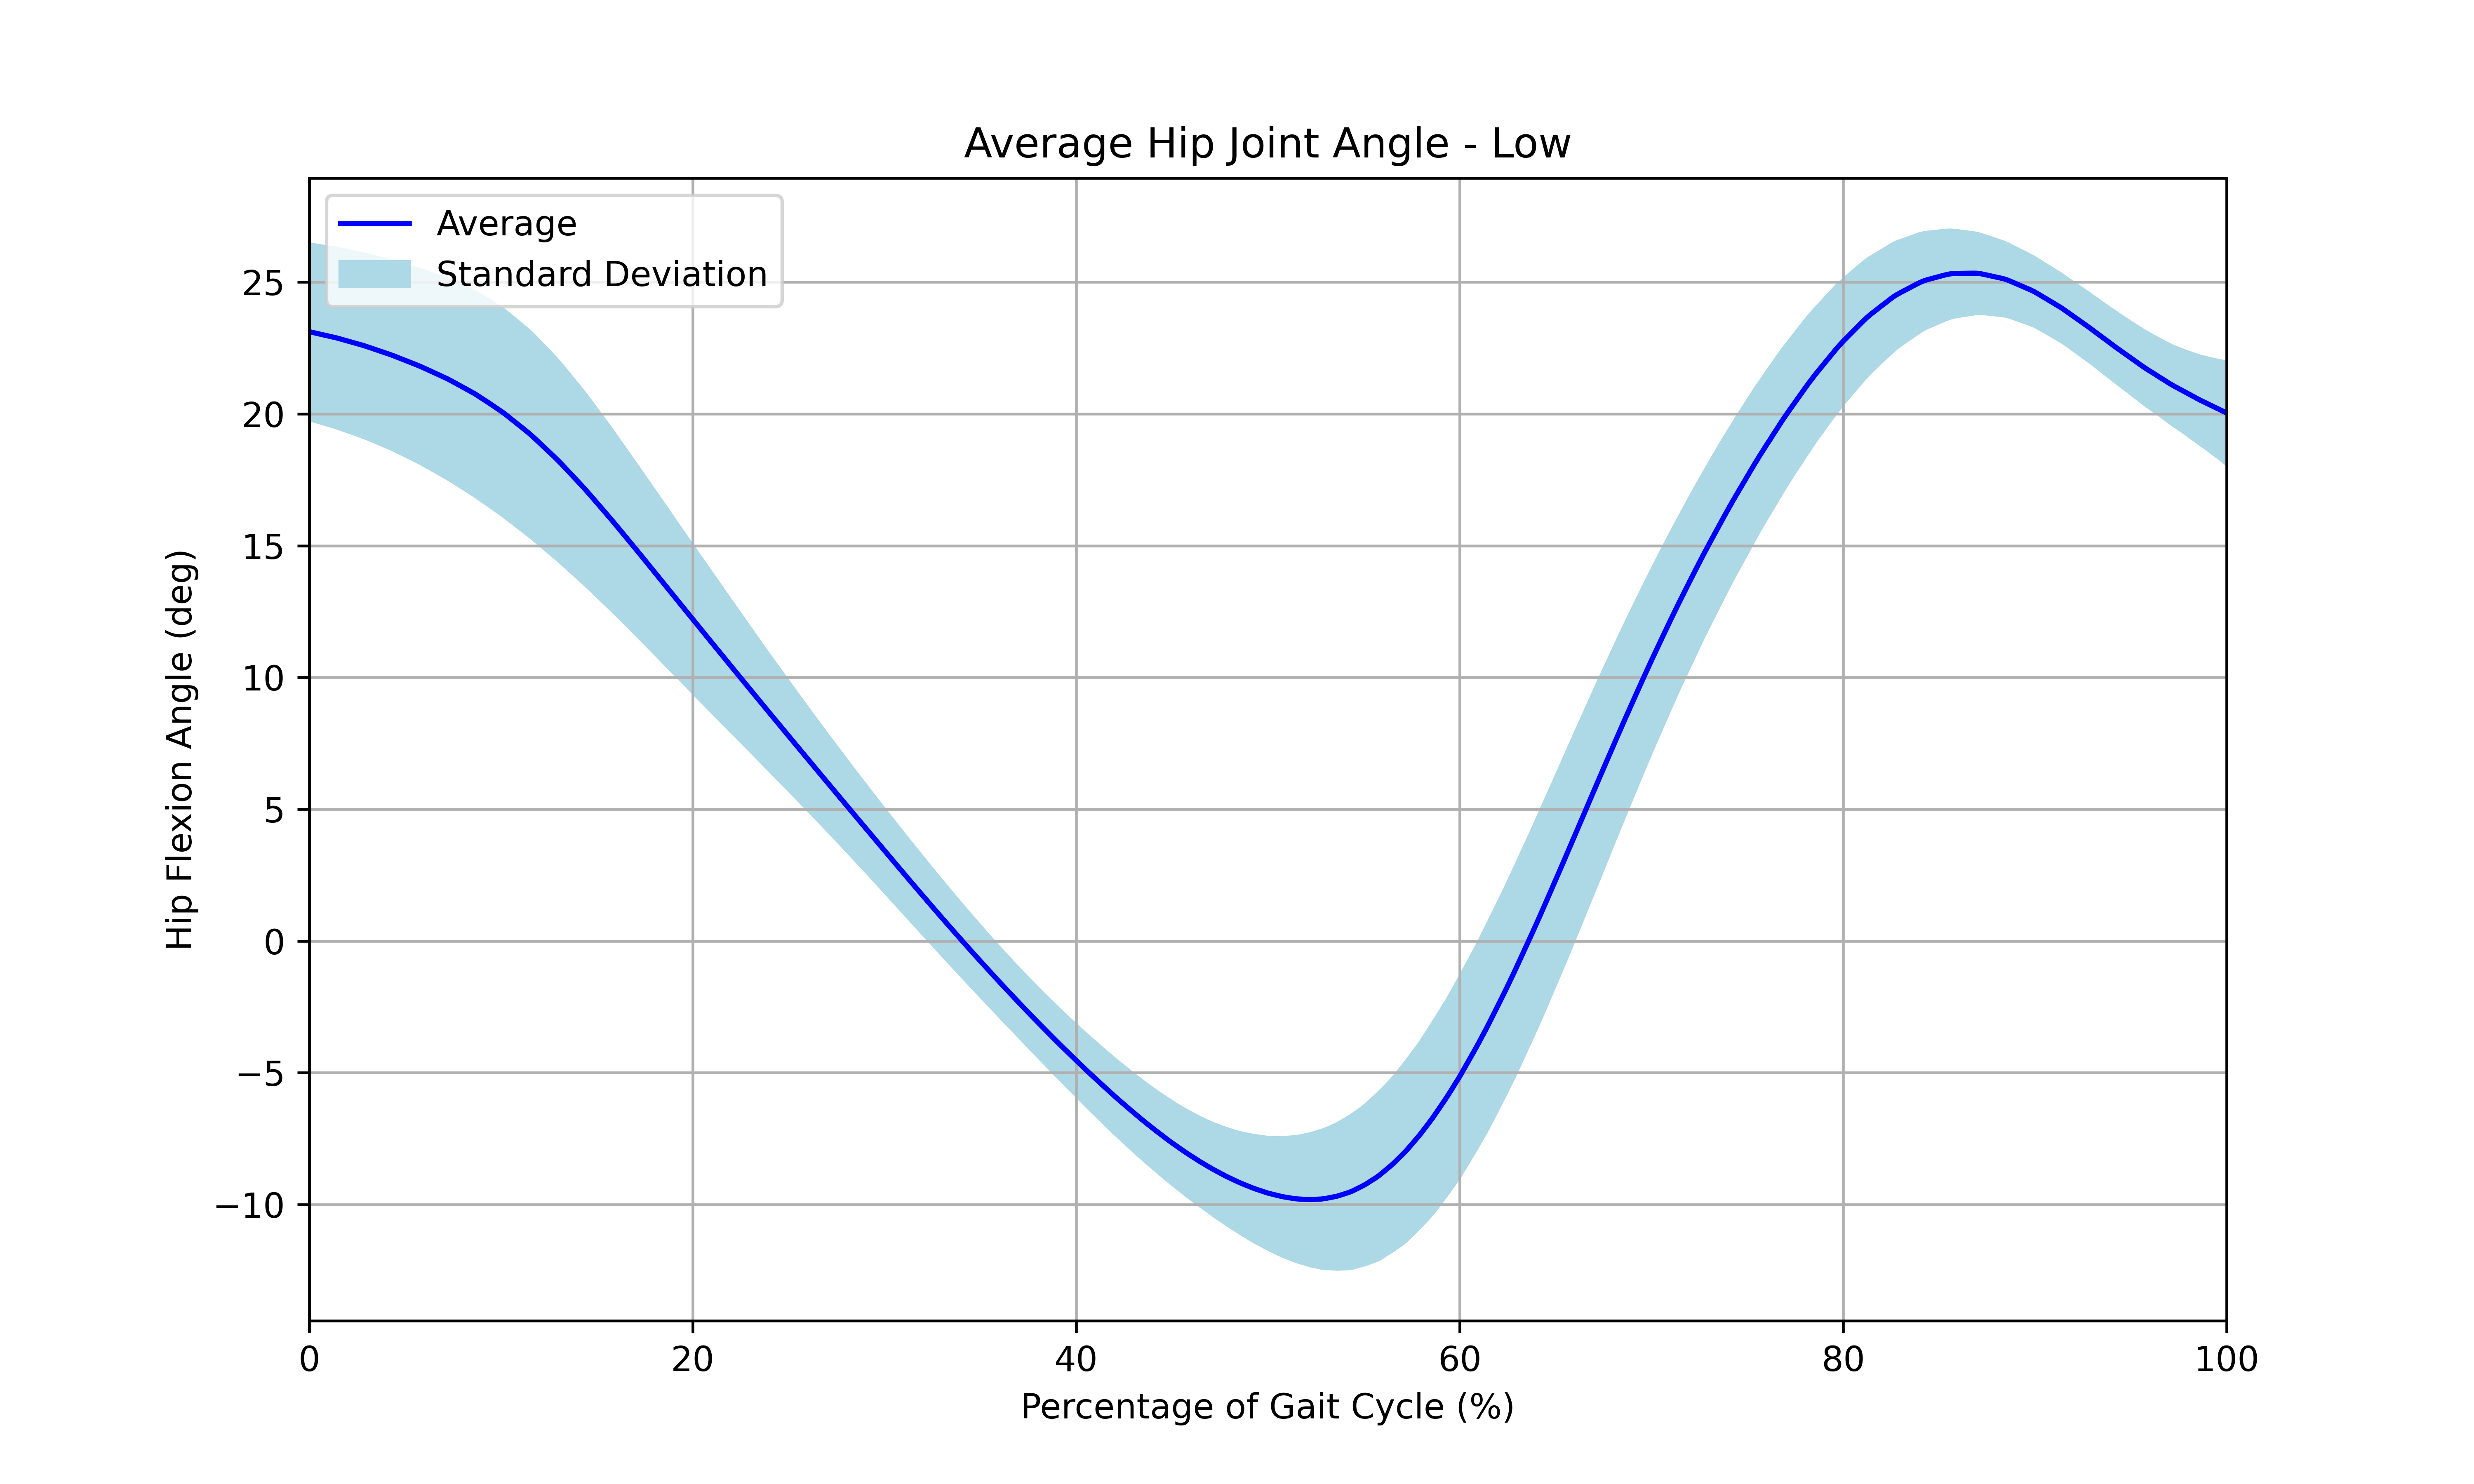 Average Hip Joint Angle - Low
Average
Standard Deviation
25
20
15
10
5
0
−5
−10
Hip Flexion Angle (deg)
0 20 40 60 80 100
Percentage of Gait Cycle (%)